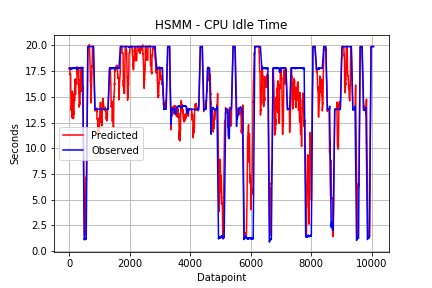 HSMM - CPU Idle Time
20.0
17.5
15.0
12.5
10.0
7.5
5.0
2.5
0.0
Seconds
Predicted
Observed
0 2000 4000 6000 8000 10000
Datapoint